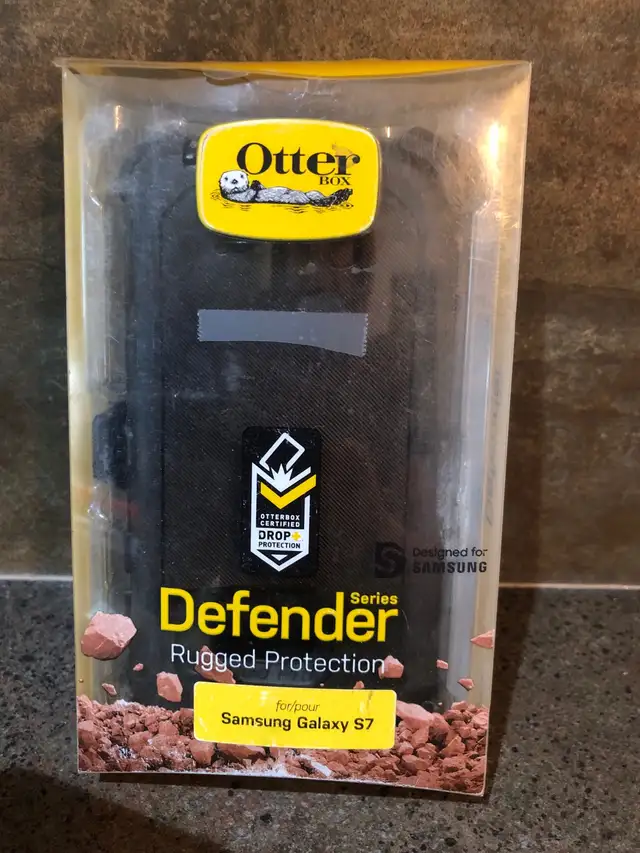 Otter
BOX
OTTERBOX
CERTIFIED
DROP+
PROTECTION
Designed for
SAMSUNG
Series
Defender
Rugged Protection
for/pour
Samsung Galaxy S7